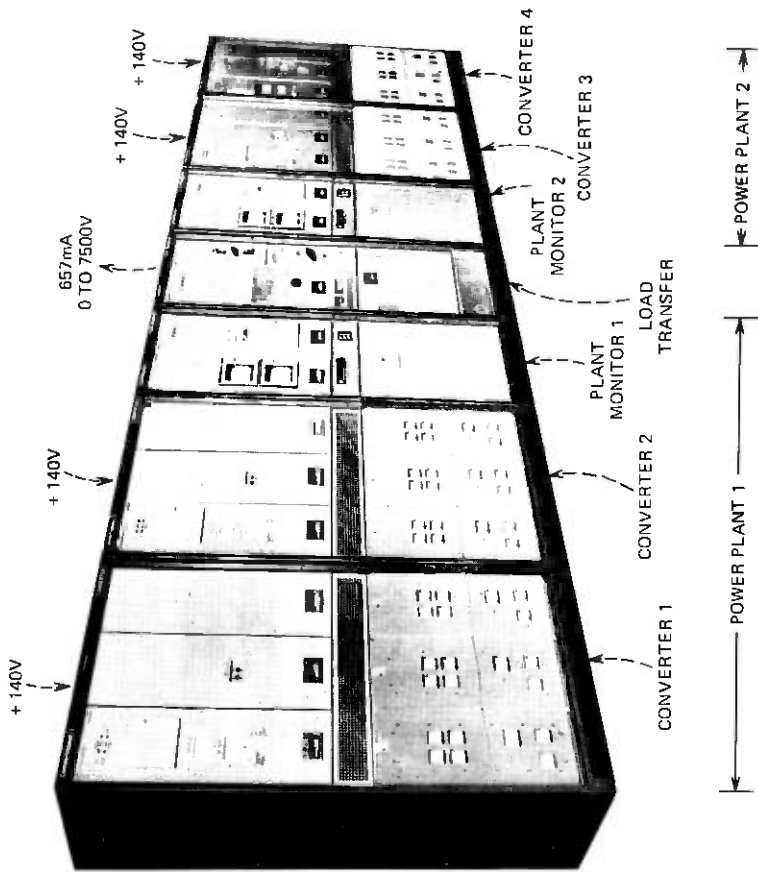 + 140V
+ 140V
657mA
0 TO 7500V
+ 140V
+ 140V
CONVERTER 1
CONVERTER 2
PLANT
MONITOR 1
LOAD
TRANSFER
PLANT
MONITOR 2
CONVERTER 3
CONVERTER 4
POWER PLANT 1
POWER PLANT 2